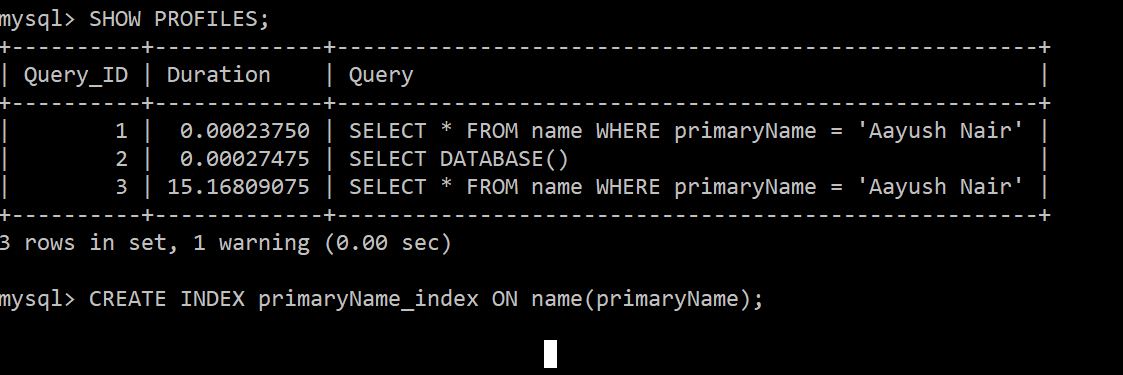 mysql> SHOW PROFILES;
+----------+-------------+---------------------------------------------------+
| Query_ID | Duration    | Query                                             |
+----------+-------------+---------------------------------------------------+
|        1 |  0.00023750 | SELECT * FROM name WHERE primaryName = 'Aayush Nair' |
|        2 |  0.00027475 | SELECT DATABASE()                                 |
|        3 | 15.16809075 | SELECT * FROM name WHERE primaryName = 'Aayush Nair' |
+----------+-------------+---------------------------------------------------+
3 rows in set, 1 warning (0.00 sec)
mysql> CREATE INDEX primaryName_index ON name(primaryName);